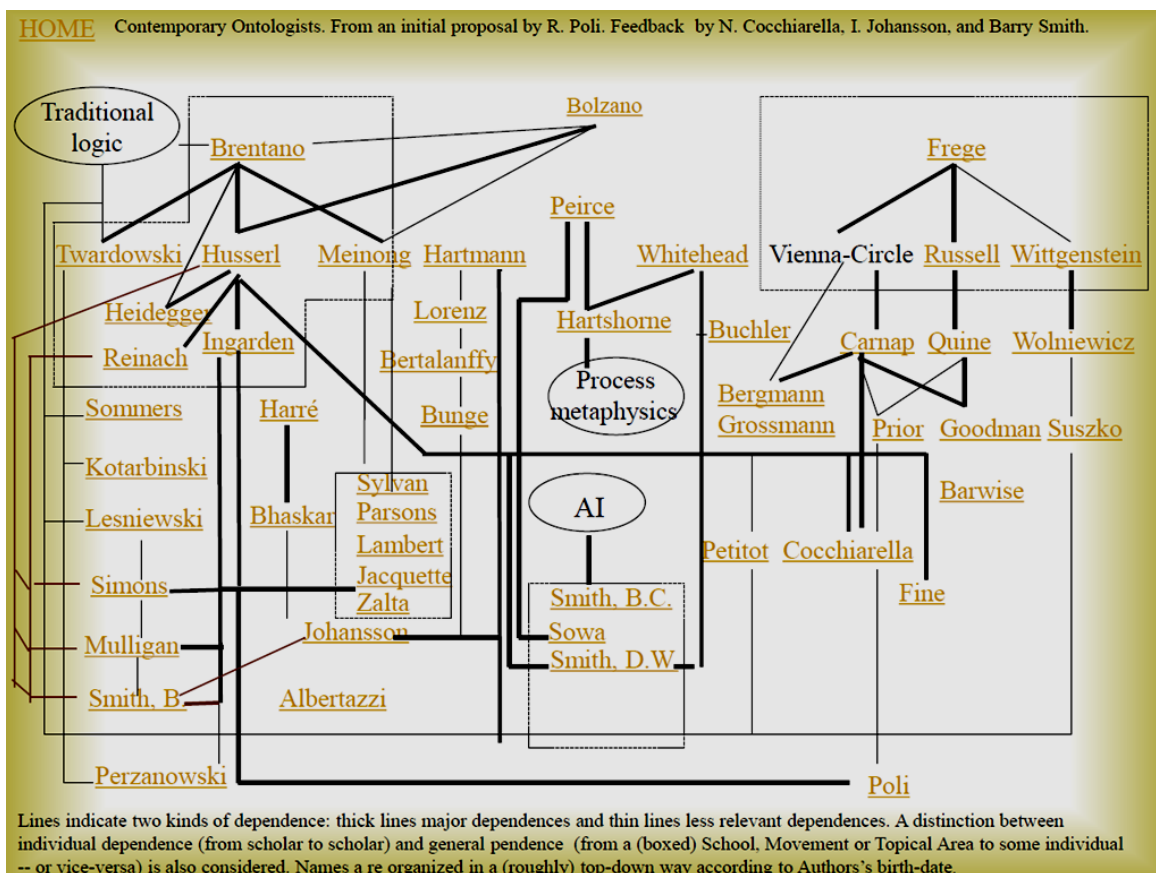 HOME Contemporary Ontologists. From an initial proposal by R. Poli. Feedback by N. Cocchiarella, I. Johansson, and Barry Smith.
Traditional logic
Bolzano
Brentano
Frege
Peirce
Twardowski Husserl Meinong Hartmann Whitehead Vienna-Circle Russell Wittgenstein
Heidegger Lorenz Hartshorne Buchler
Reinach Ingarden Bertalanffy Carnap Quine Wolniewicz
Process metaphysics
Bergmann
Sommers Harré Bunge Grossmann Prior Goodman Suszko
Kotarbinski Sylvan Barwise
Lesniewski Bhaskar Parsons AI
Lambert Petitot Cocchiarella
Simons Jacquette Fine
Zalta Smith, B.C.
Mulligan Johansson Sowa
Smith, D.W
Smith, B. Albertazzi
Perzanowski Poli
Lines indicate two kinds of dependence: thick lines major dependences and thin lines less relevant dependences. A distinction between
individual dependence (from scholar to scholar) and general pendence (from a (boxed) School, Movement or Topical Area to some individual
-- or vice-versa) is also considered. Names a re organized in a (roughly) top-down way according to Authors's birth-date.